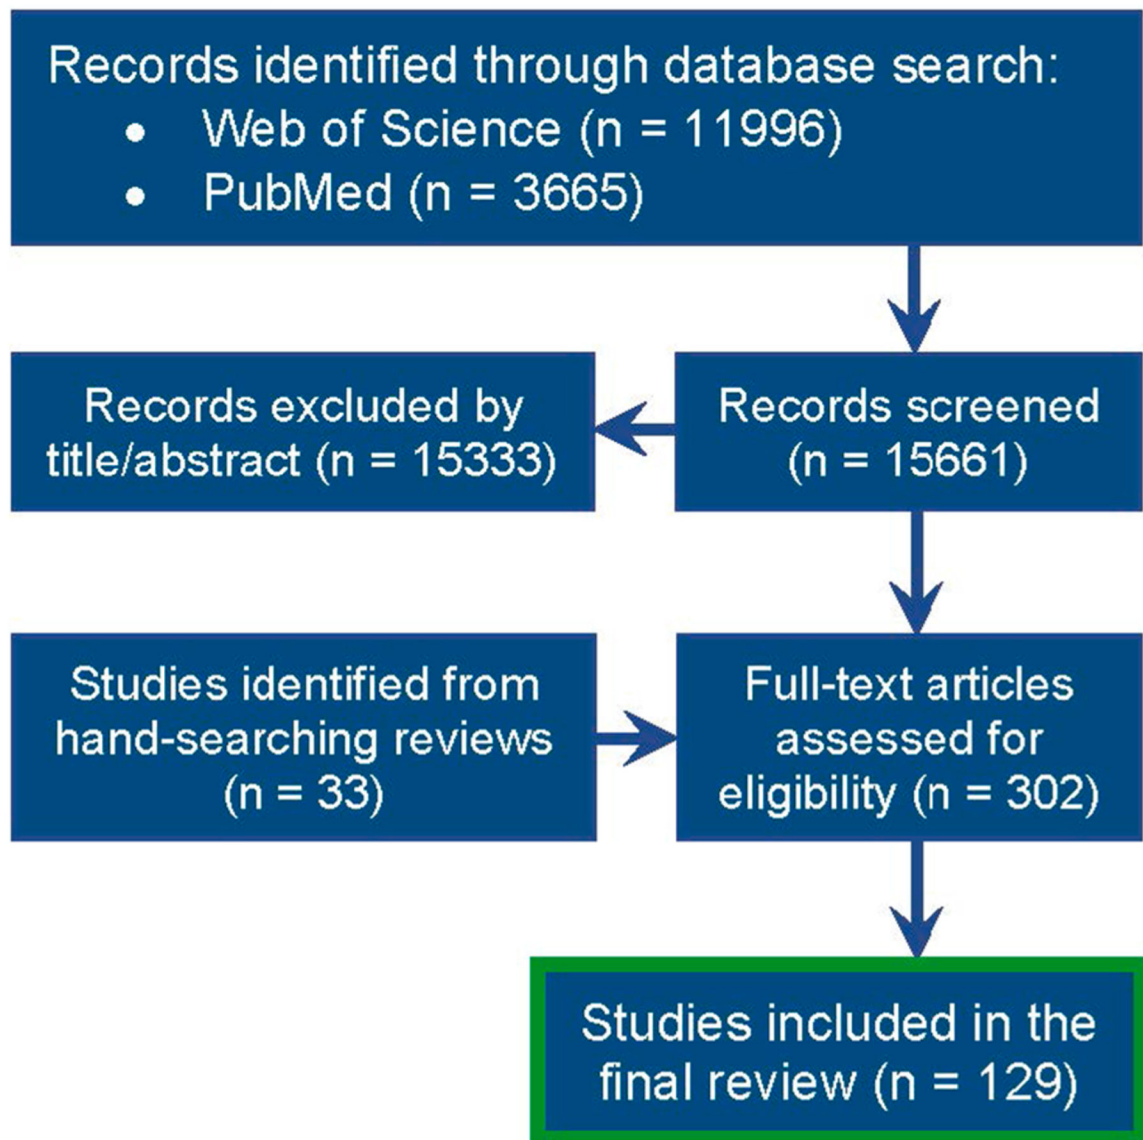 Records identified through database search:
• Web of Science (n = 11996)
• PubMed (n = 3665)
Records excluded by
title/abstract (n = 15333)
Records screened
(n = 15661)
Studies identified from
hand-searching reviews
(n = 33)
Full-text articles
assessed for
eligibility (n = 302)
Studies included in the
final review (n = 129)